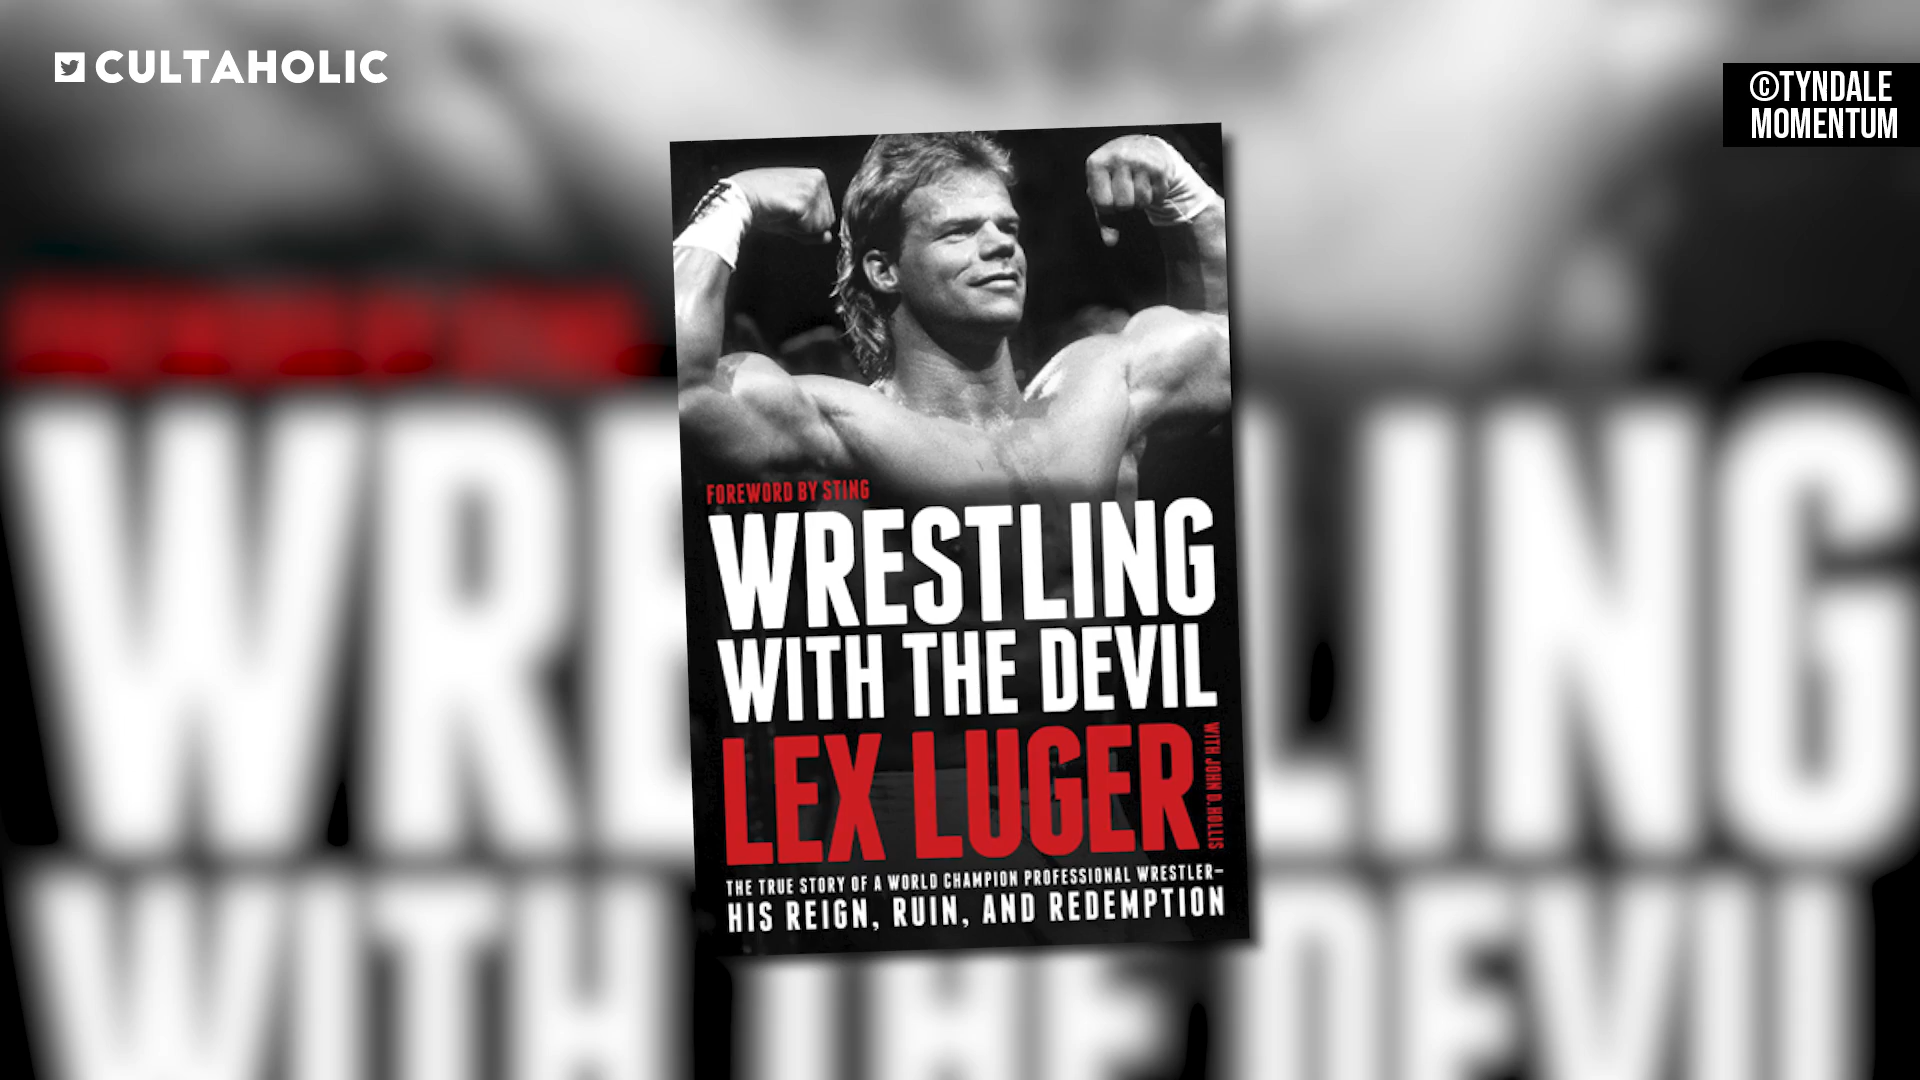 CULTAHOLIC
©TYNDALE
MOMENTUM
FOREWORD BY STING
WRESTLING
WITH THE DEVIL
LEX LUGER
WITH JOHN D. HOLLIS
THE TRUE STORY OF A WORLD CHAMPION PROFESSIONAL WRESTLER–
HIS REIGN, RUIN, AND REDEMPTION